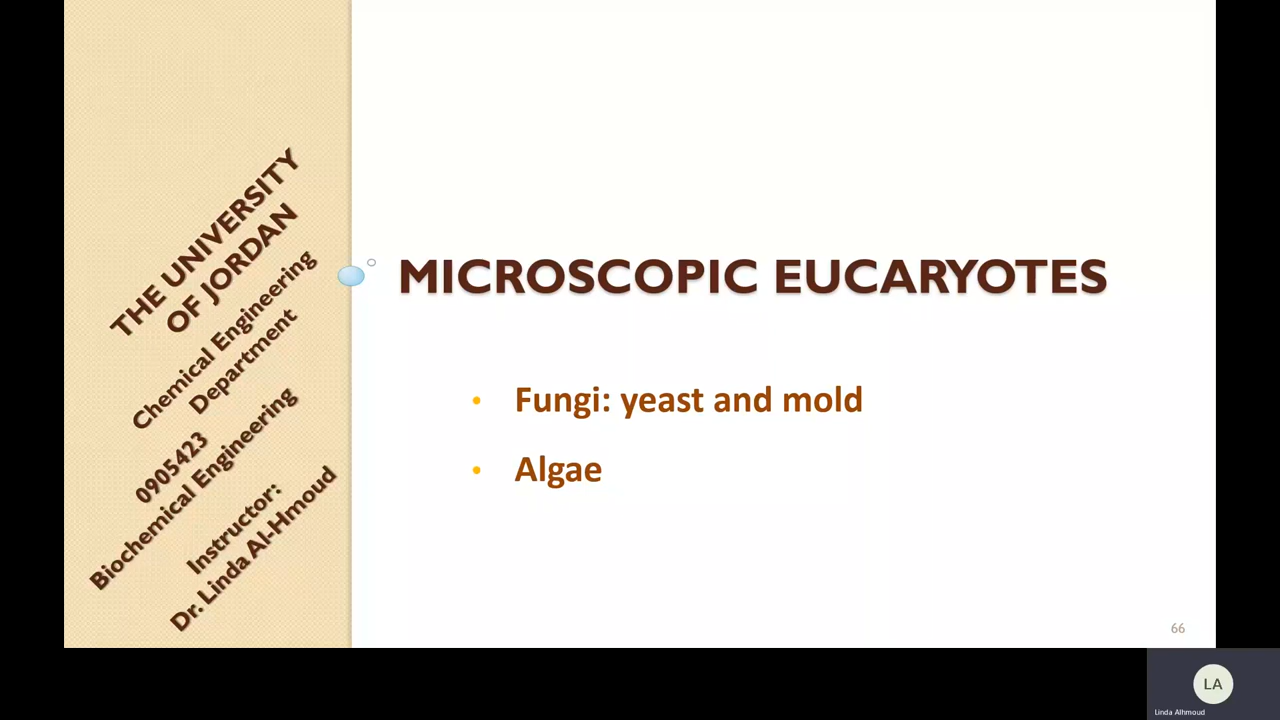 THE UNIVERSITY
OF JORDAN
Chemical Engineering
Department
0905423
Biochemical Engineering
Instructor:
Dr. Linda Al-Hmoud
MICROSCOPIC EUCARYOTES
• Fungi: yeast and mold
• Algae
66
LA
Linda Alhmoud